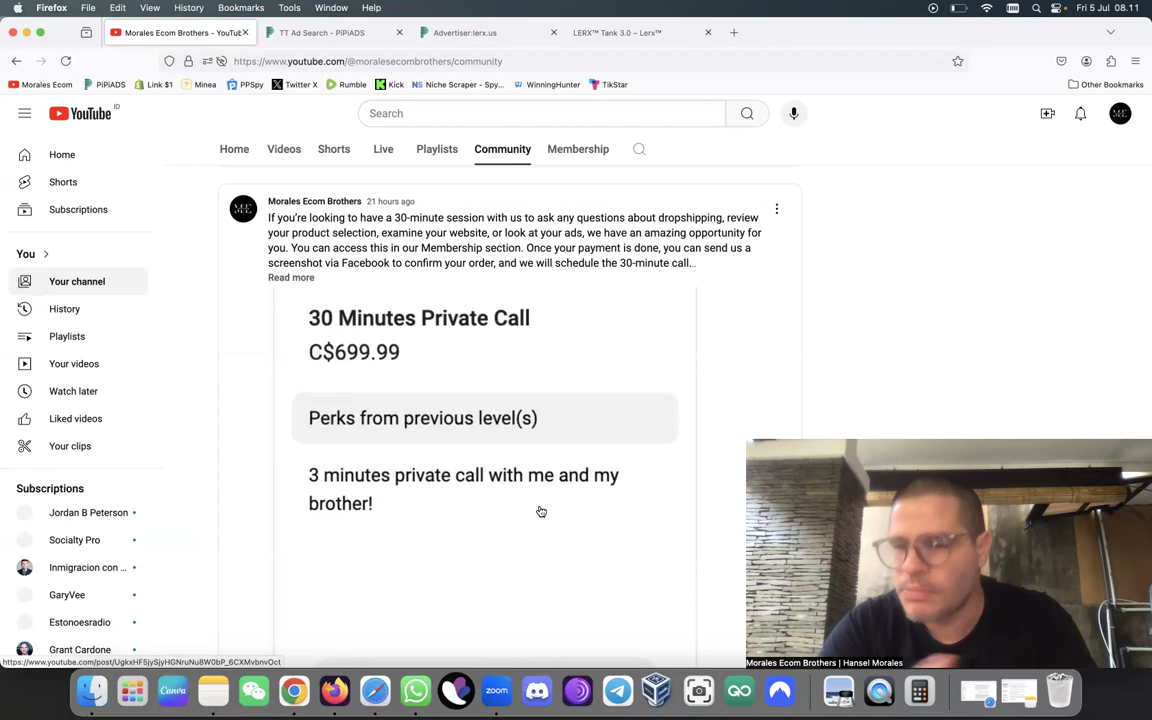 Firefox File Edit View History Bookmarks Tools Window Help Fri 5 Jul 08.11
Morales Ecom Brothers - YouTub TT Ad Search - PiPiADS Advertiser:lerx.us LERX™ Tank 3.0 – Lerx™
https://www.youtube.com/@moralesecombrothers/community
Morales Ecom PiPiADS Link $1 Minea PPSpy Twitter X Rumble Kick Niche Scraper - Spy... WinningHunter TikStar Other Bookmarks
YouTube ID
Search
Home Videos Shorts Live Playlists Community Membership
Home
Shorts
Subscriptions
You
Your channel
History
Playlists
Your videos
Watch later
Liked videos
Your clips
Subscriptions
Jordan B Peterson
Socialty Pro
Inmigracion con ...
GaryVee
Estonoesradio
Grant Cardone
Morales Ecom Brothers 21 hours ago
If you're looking to have a 30-minute session with us to ask any questions about dropshipping, review
your product selection, examine your website, or look at your ads, we have an amazing opportunity for
you. You can access this in our Membership section. Once your payment is done, you can send us a
screenshot via Facebook to confirm your order, and we will schedule the 30-minute call...
Read more
30 Minutes Private Call
C$699.99
Perks from previous level(s)
3 minutes private call with me and my
brother!
Morales Ecom Brothers | Hansel Morales
Canva
zoom